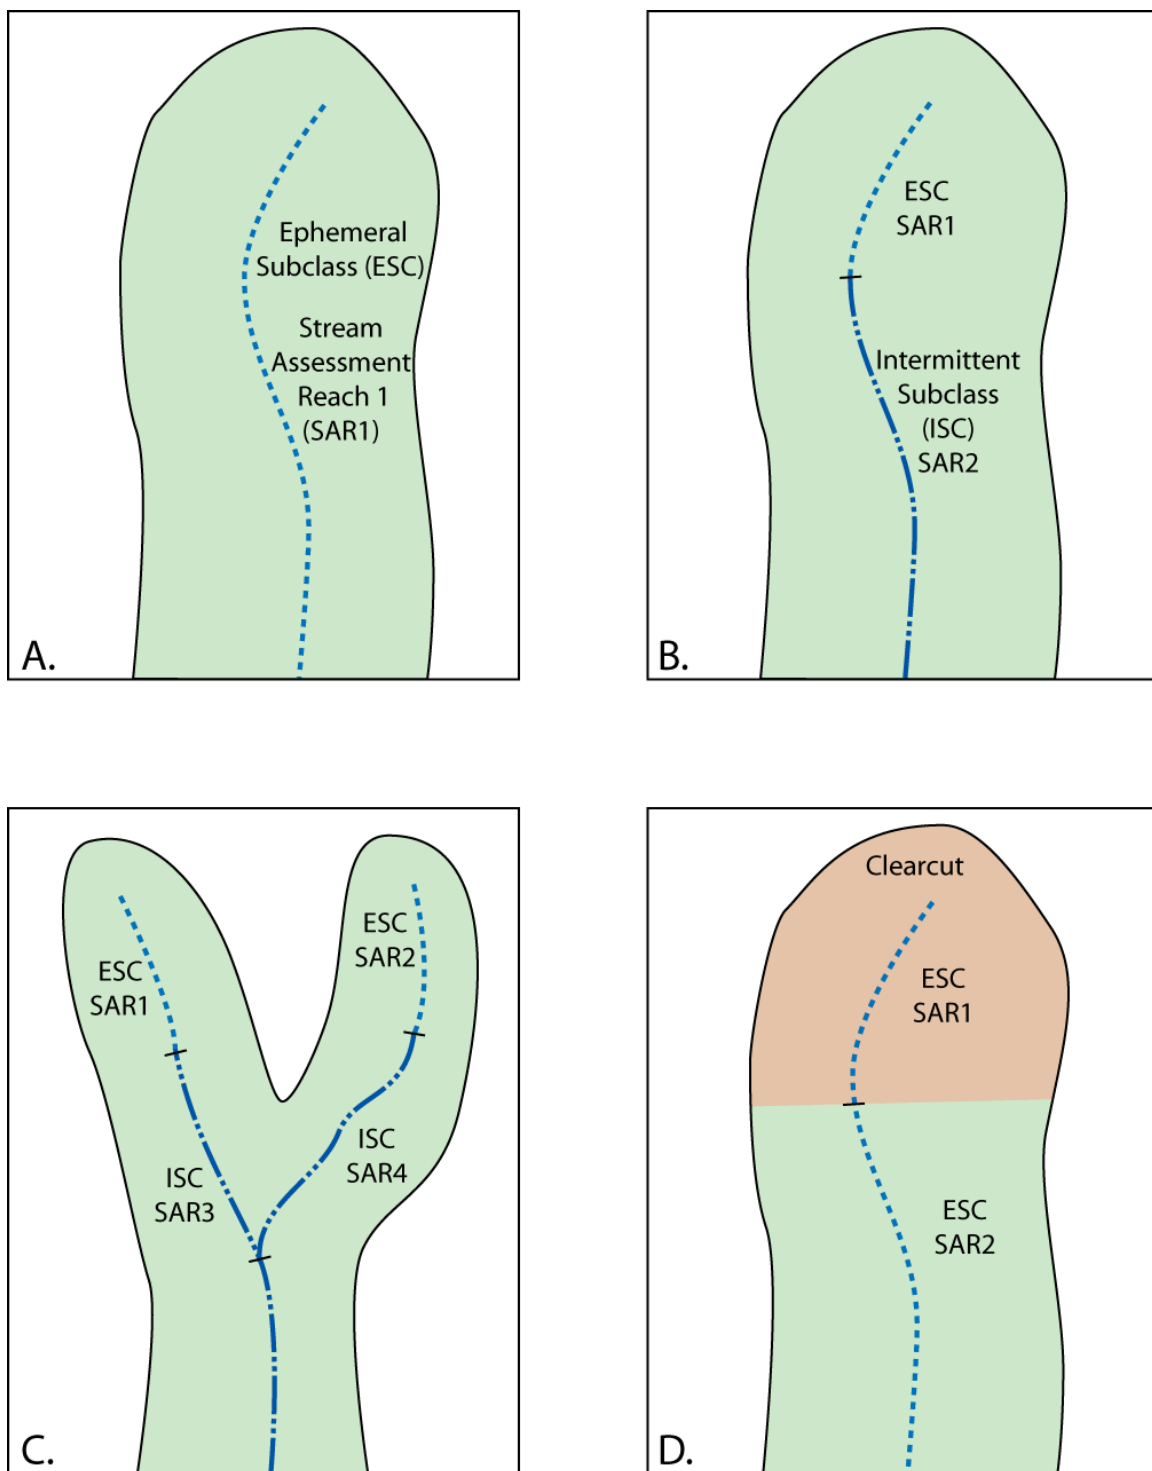 Ephemeral
Subclass (ESC)
Stream
Assessment
Reach 1
(SAR1)
A.
ESC
SAR1
Intermittent
Subclass
(ISC)
SAR2
B.
ESC
SAR1
ESC
SAR2
ISC
SAR3
ISC
SAR4
C.
Clearcut
ESC
SAR1
ESC
SAR2
D.